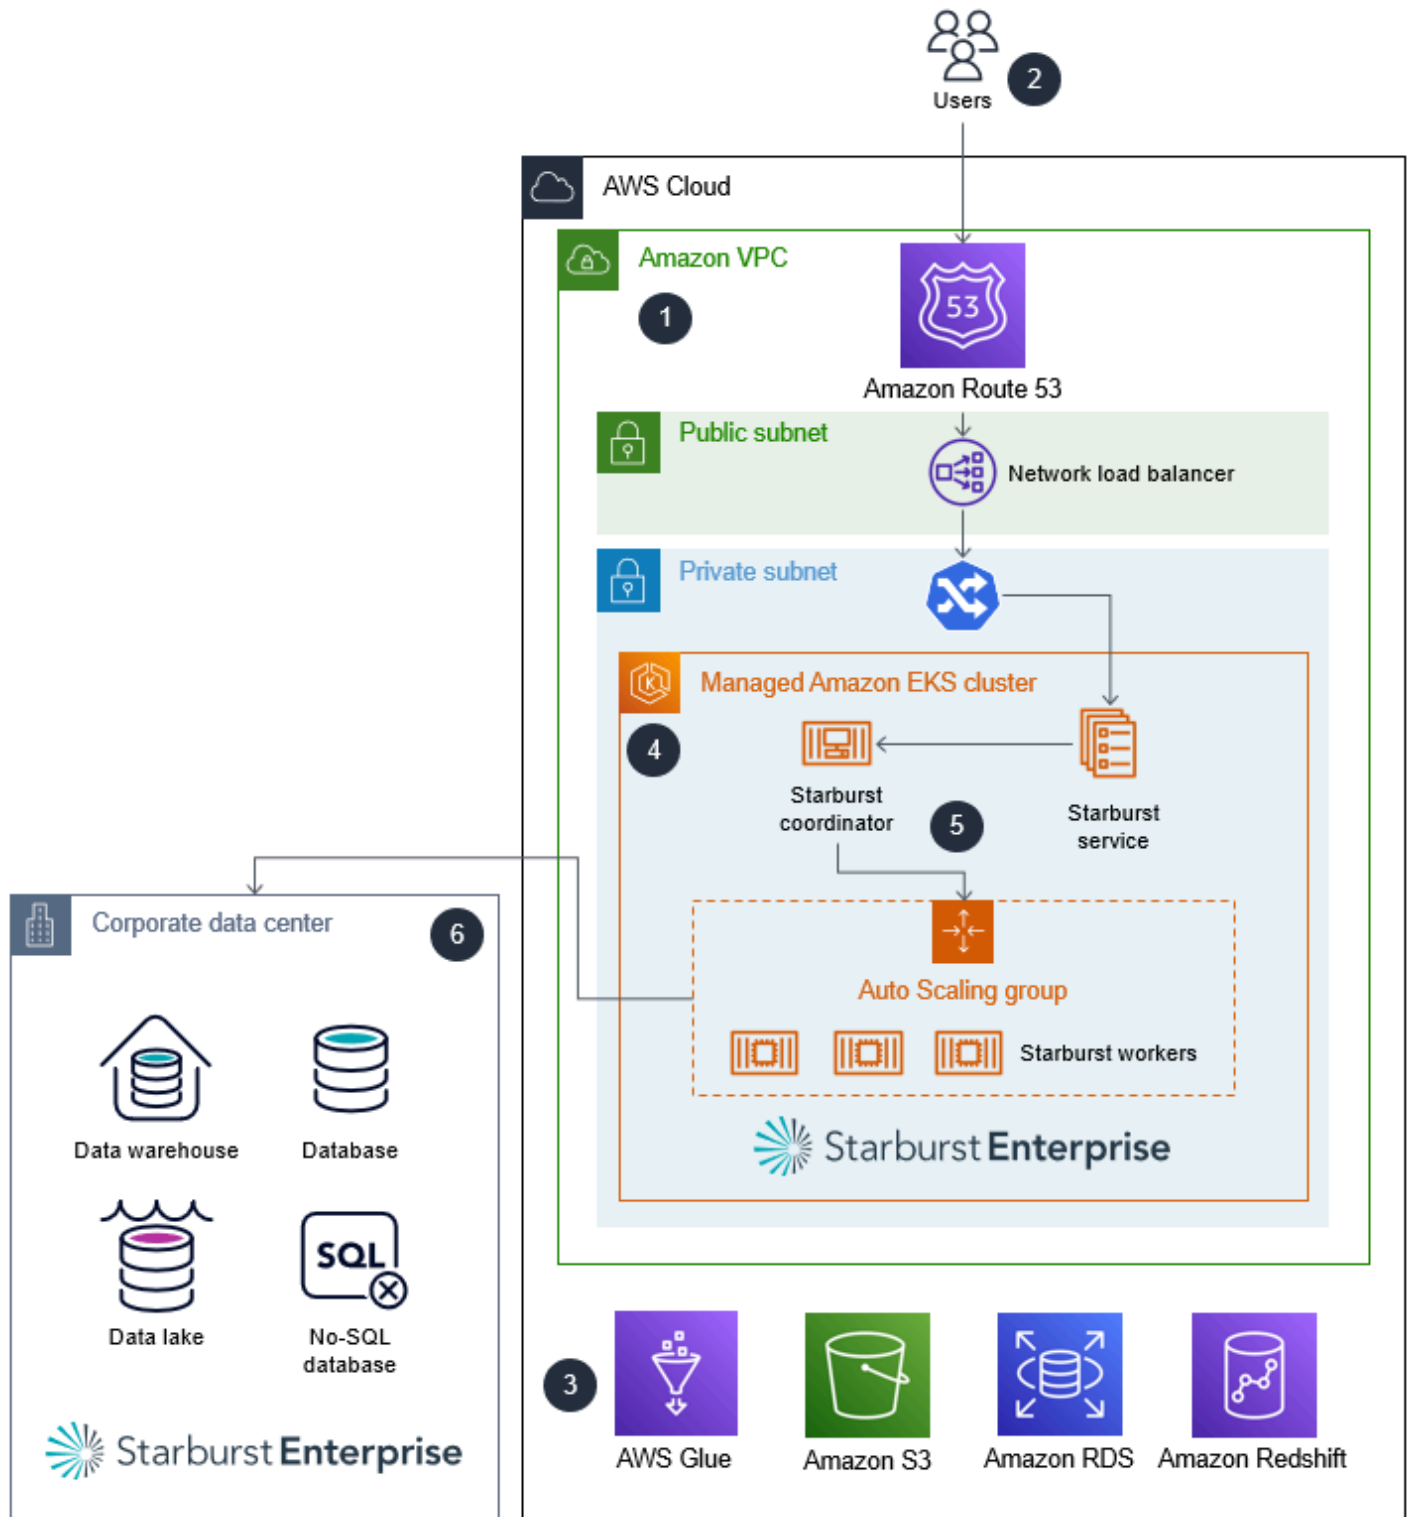 2
Users
AWS Cloud
Amazon VPC
1
53
Amazon Route 53
Public subnet
Network load balancer
Private subnet
K
Managed Amazon EKS cluster
4
Starburst
coordinator
5
Starburst
service
Auto Scaling group
Starburst workers
Starburst Enterprise
Corporate data center
6
Data warehouse
Database
Data lake
SQL
No-SQL
database
Starburst Enterprise
3
AWS Glue
Amazon S3
Amazon RDS
Amazon Redshift